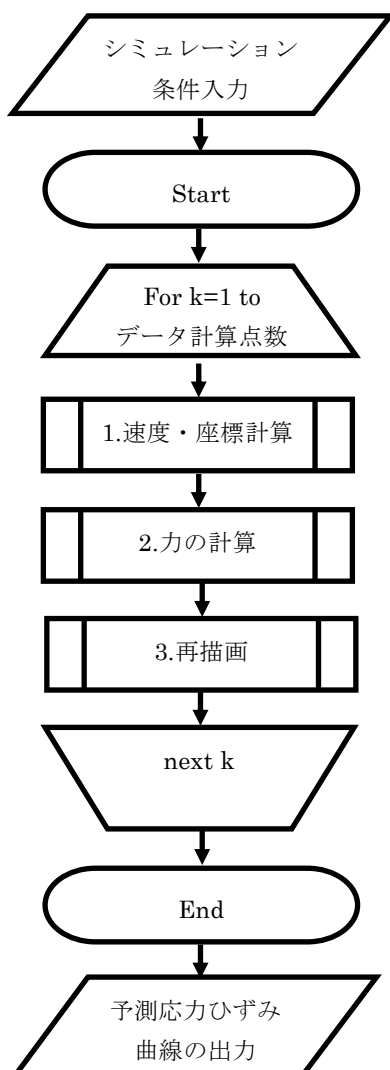 シミュレーション
条件入力
Start
For k=1 to
データ計算点数
1.速度・座標計算
2.力の計算
3.再描画
next k
End
予測応力ひずみ
曲線の出力